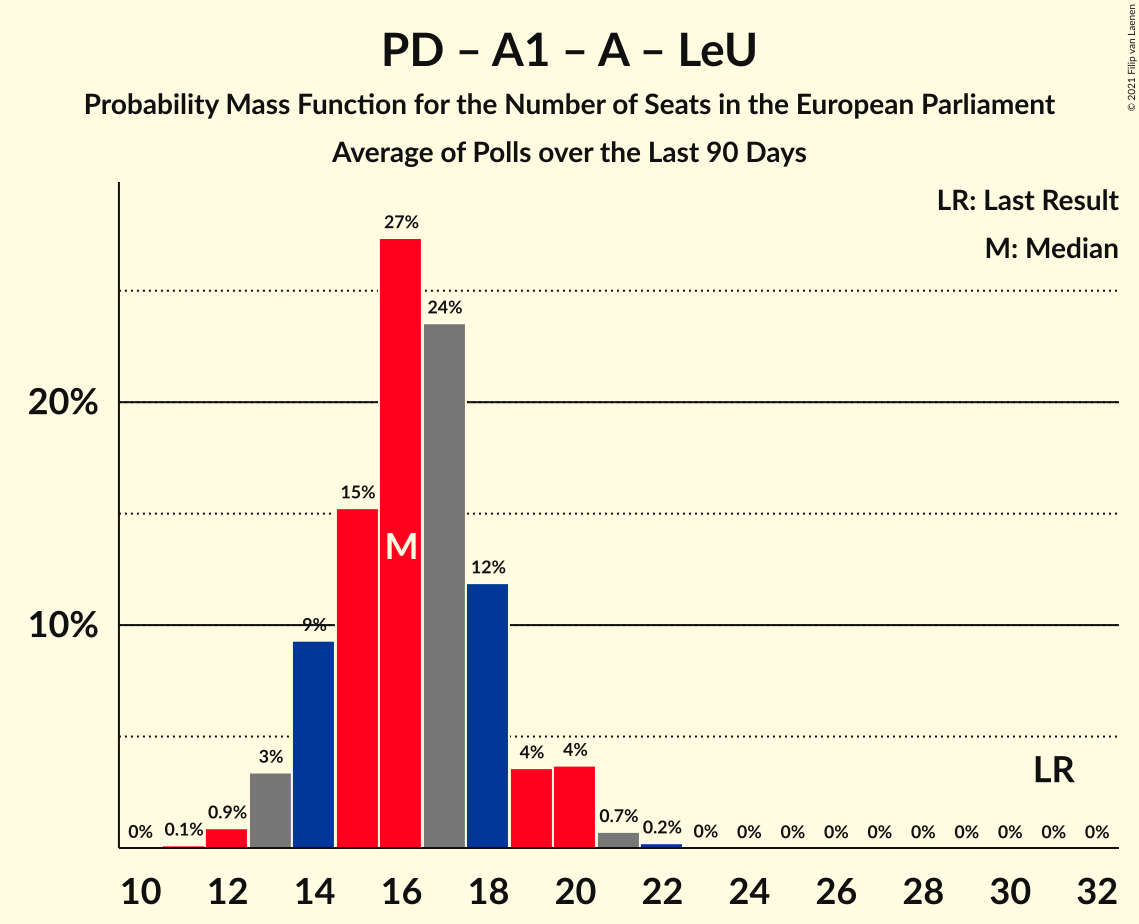 PD – A1 – A – LeU
Probability Mass Function for the Number of Seats in the European Parliament
Average of Polls over the Last 90 Days
© 2021 Filip van Laenen
LR: Last Result
M: Median
27%
24%
20%
15%
M
12%
10%
9%
3%
4%
4%
LR
0%
0.1%
0.9%
0.7%
0.2%
0%
0%
0%
0%
0%
0%
0%
0%
0%
0%
10 12 14 16 18 20 22 24 26 28 30 32